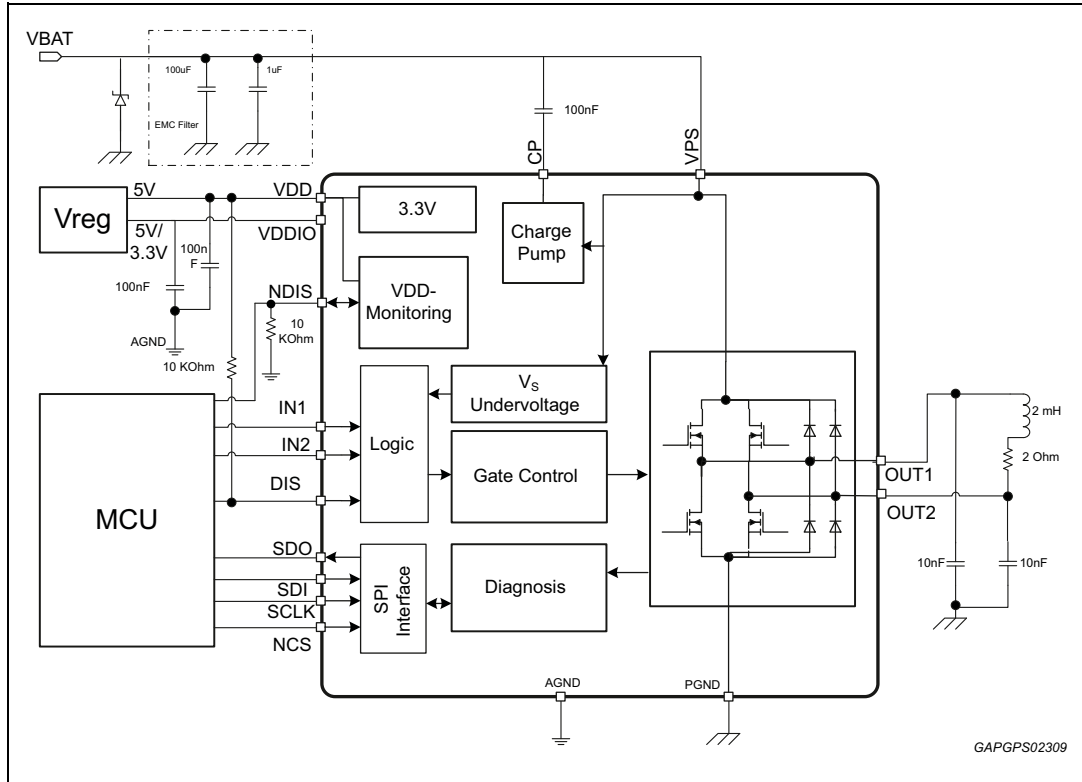 VBAT
100uF
1uF
EMC Filter
100nF
CP
VPS
Vreg
5V
5V/
3.3V
100n
F
100nF
AGND
10 KOhm
VDD
VDDIO
NDIS
10
KOhm
3.3V
VDD-
Monitoring
Charge
Pump
VS
Undervoltage
Logic
Gate Control
MCU
IN1
IN2
DIS
SDO
SDI
SCLK
NCS
SPI
Interface
Diagnosis
OUT1
OUT2
2 mH
2 Ohm
10nF
10nF
AGND
PGND
GAPGPS02309